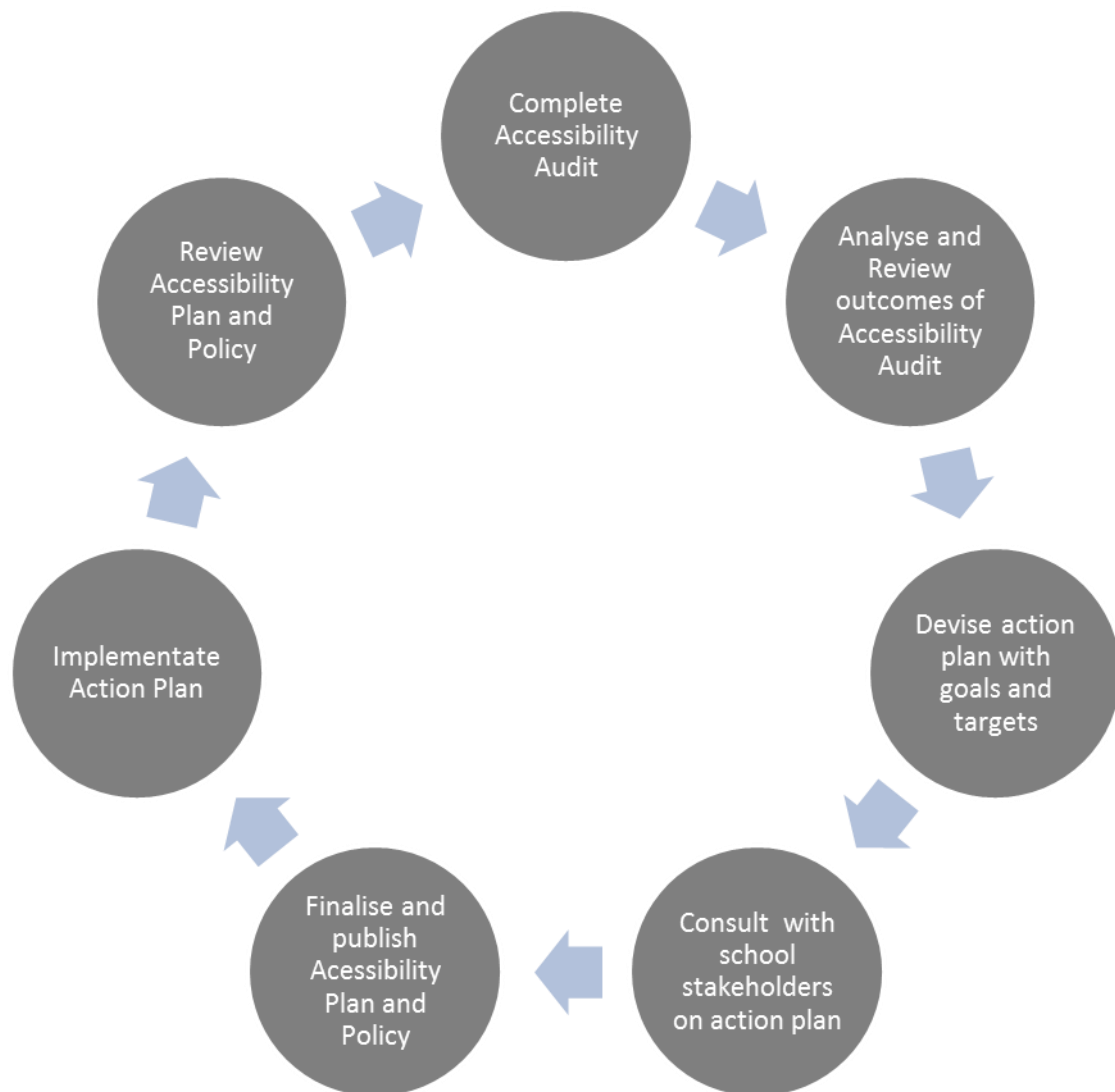 Complete
Accessibility
Audit
Analyse and
Review
outcomes of
Accessibility
Audit
Devise action
plan with
goals and
targets
Consult with
school
stakeholders
on action plan
Finalise and
publish
Acessibility
Plan and
Policy
Implementate
Action Plan
Review
Accessibility
Plan and
Policy